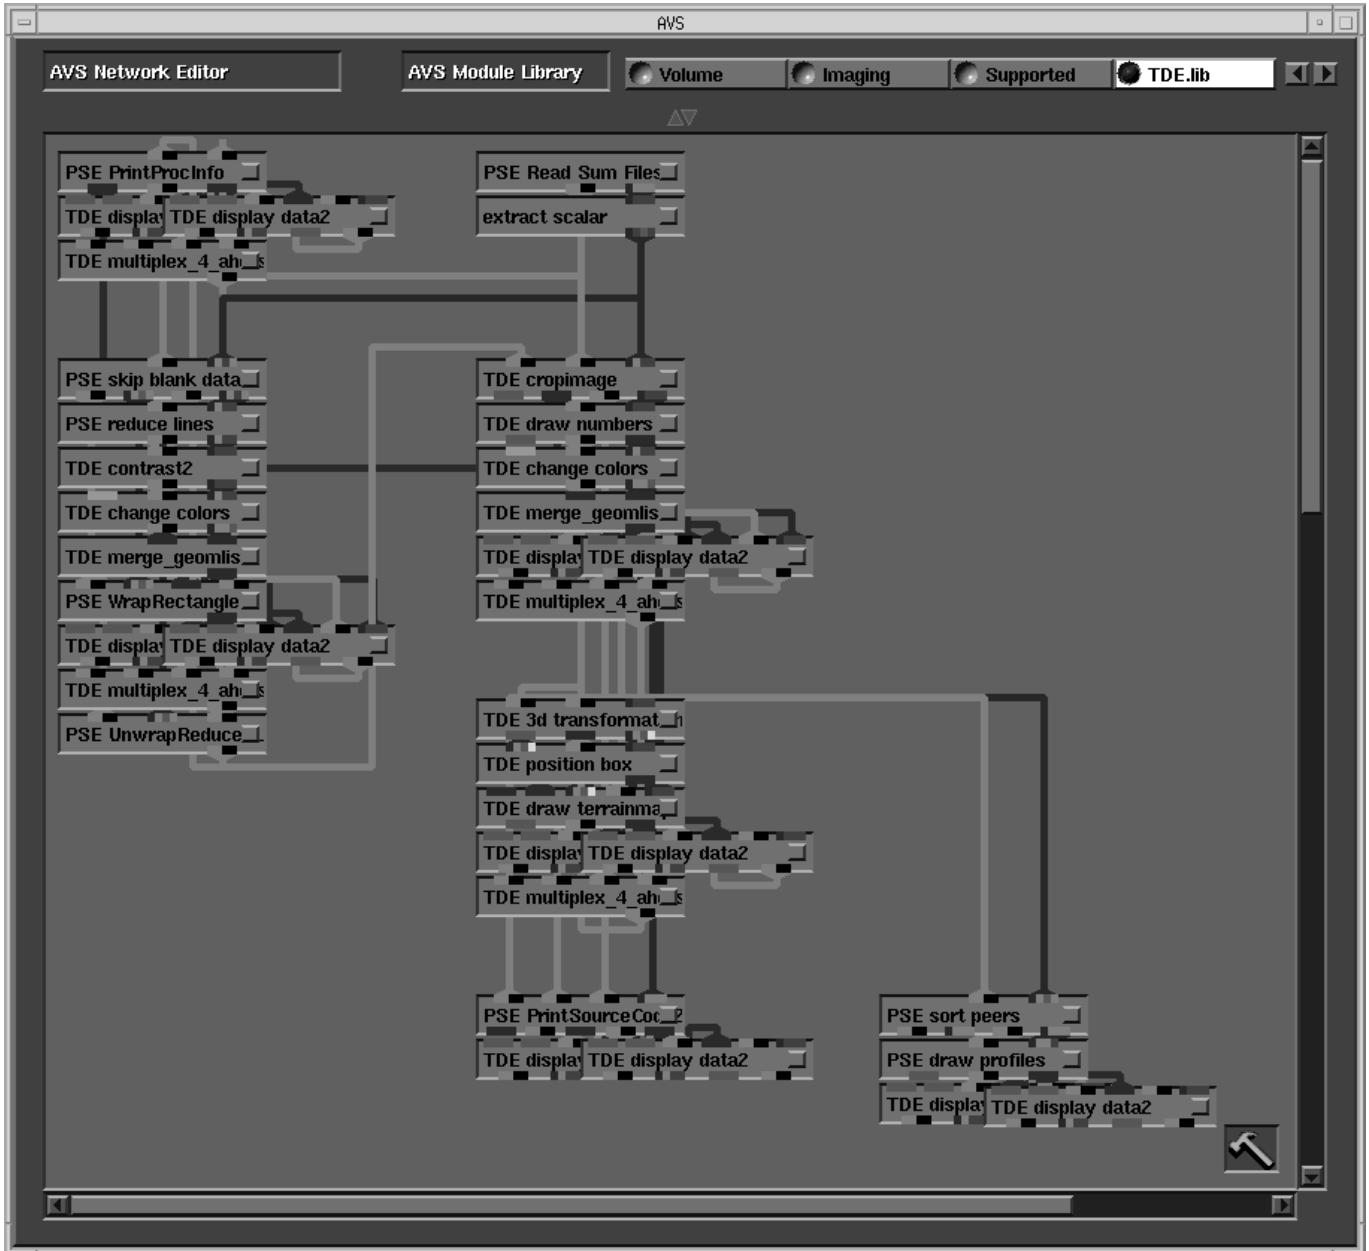 AVS
AVS Network Editor
AVS Module Library
Volume
Imaging
Supported
TDE.lib
PSE PrintProcInfo
TDE display
TDE display data2
TDE multiplex_4_ah
PSE skip blank data
PSE reduce lines
TDE contrast2
TDE change colors
TDE merge_geomlis
PSE WrapRectangle
TDE display
TDE display data2
TDE multiplex_4_ah
PSE UnwrapReduce
PSE Read Sum Files
extract scalar
TDE cropimage
TDE draw numbers
TDE change colors
TDE merge_geomlis
TDE display
TDE display data2
TDE multiplex_4_ah
TDE 3d transformat
TDE position box
TDE draw terrainma
TDE display
TDE display data2
TDE multiplex_4_ah
PSE PrintSourceCo
TDE display
TDE display data2
PSE sort peers
PSE draw profiles
TDE display
TDE display data2